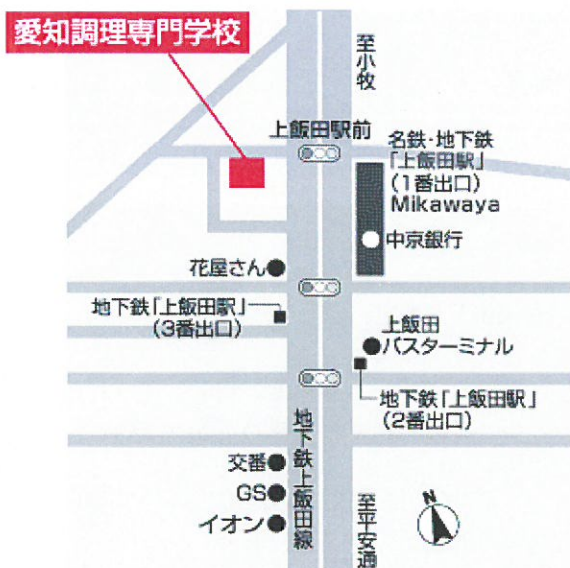 愛知調理専門学校
至小牧
上飯田駅前
名鉄・地下鉄
「上飯田駅」
(1番出口)
Mikawaya
中京銀行
花屋さん
地下鉄「上飯田駅」
(3番出口)
上飯田
バスターミナル
地下鉄「上飯田駅」
(2番出口)
交番
GS
イオン
地下鉄上飯田線
至平安通
N